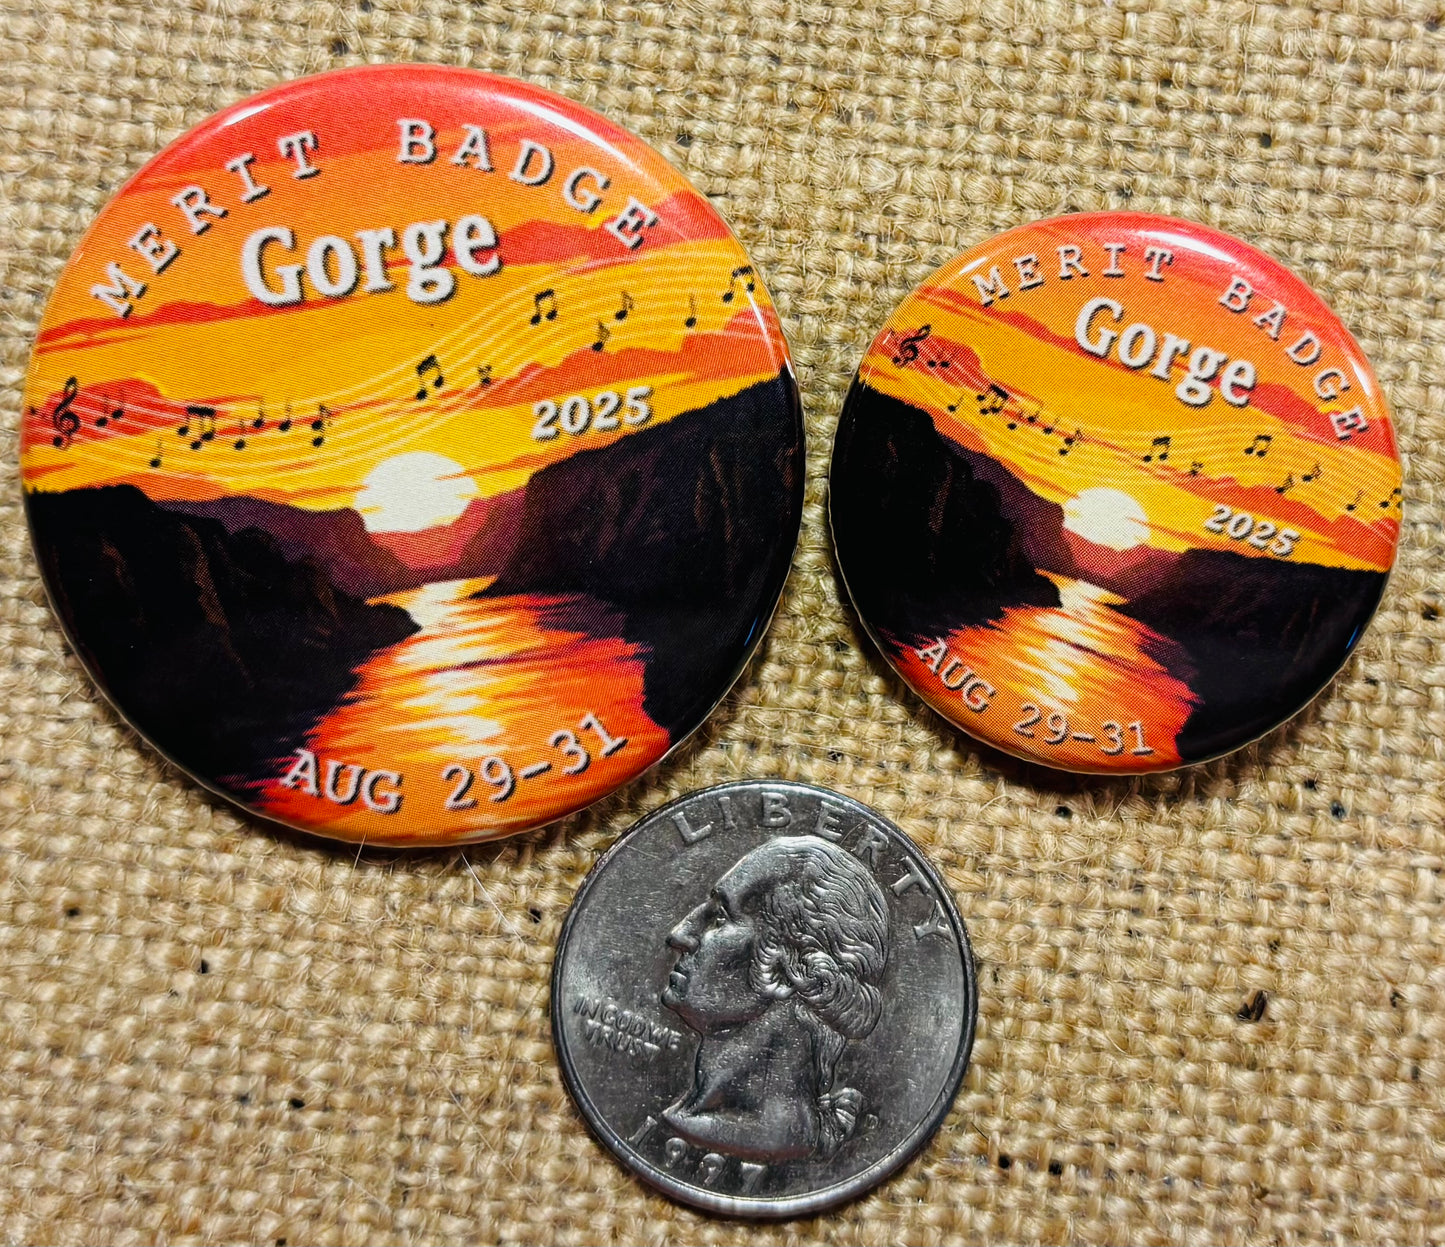 MERIT BADGE
Gorge
2025
AUG 29-31
MERIT BADGE
Gorge
2025
AUG 29-31
LIBERTY
IN GOD WE
TRUST
D
1997